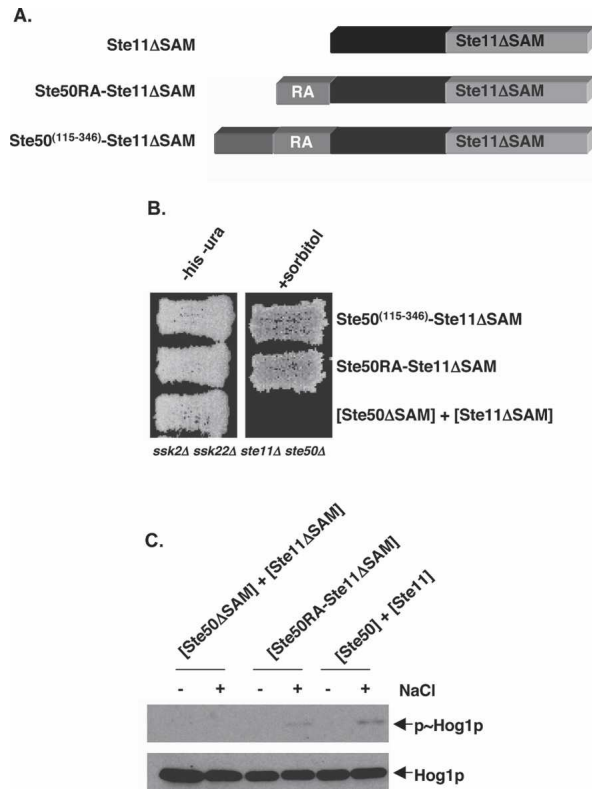 A.
Ste11ΔSAM Ste11ΔSAM
Ste50RA-Ste11ΔSAM RA Ste11ΔSAM
Ste50(115-346)-Ste11ΔSAM RA Ste11ΔSAM
B.
-his -ura +sorbitol
Ste50(115-346)-Ste11ΔSAM
Ste50RA-Ste11ΔSAM
[Ste50ΔSAM] + [Ste11ΔSAM]
ssk2Δ ssk22Δ ste11Δ ste50Δ
C.
[Ste50ΔSAM] + [Ste11ΔSAM] [Ste50RA-Ste11ΔSAM] [Ste50] + [Ste11]
- + - + - + NaCl
p~Hog1p
Hog1p